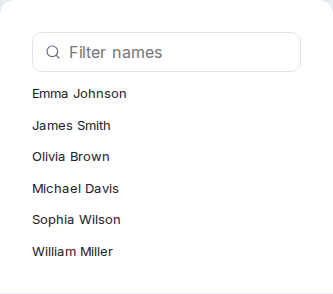 Filter names
Emma Johnson
James Smith
Olivia Brown
Michael Davis
Sophia Wilson
William Miller